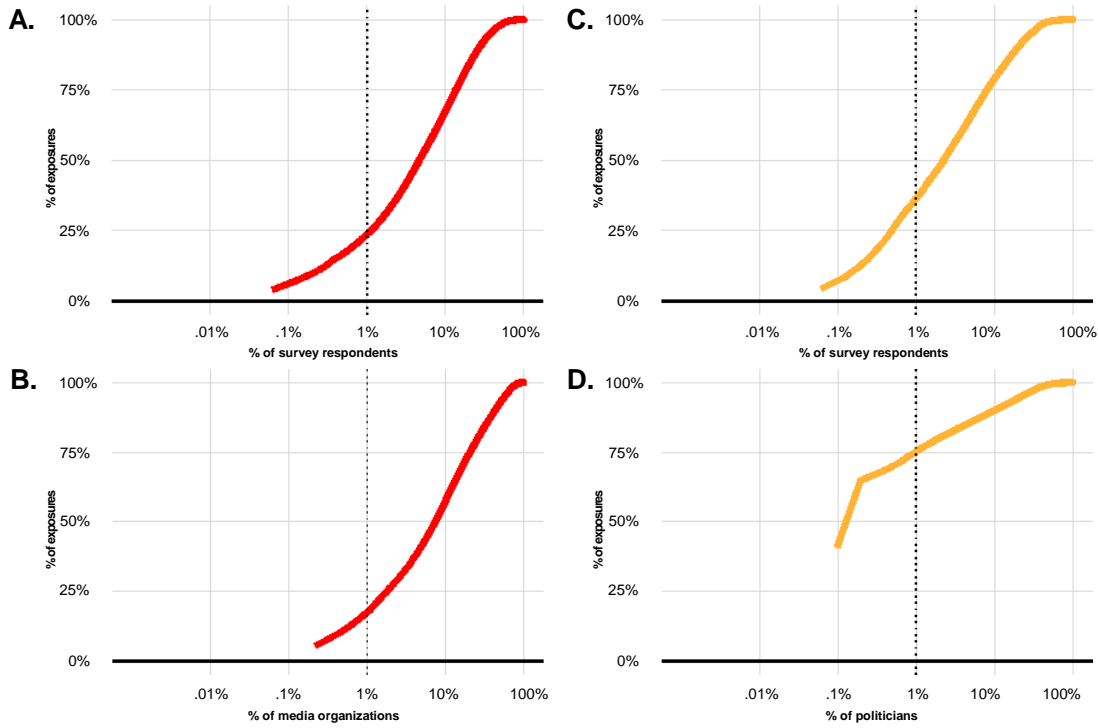 A.
100%
75%
50%
25%
0%
% of exposures
.01% .1% 1% 10% 100%
% of survey respondents
C.
100%
75%
50%
25%
0%
% of exposures
.01% .1% 1% 10% 100%
% of survey respondents
B.
100%
75%
50%
25%
0%
% of exposures
.01% .1% 1% 10% 100%
% of media organizations
D.
100%
75%
50%
25%
0%
% of exposures
.01% .1% 1% 10% 100%
% of politicians